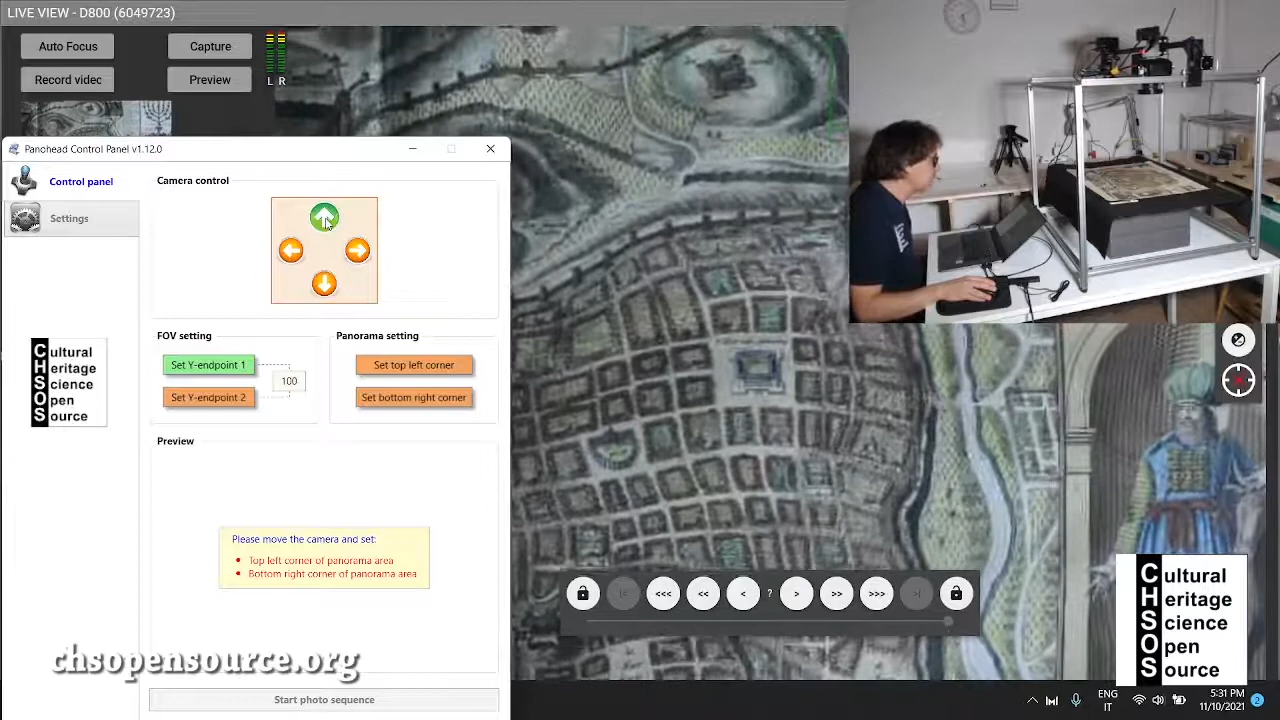 LIVE VIEW - D800 (6049723)
Auto Focus
Capture
Record video
Preview
L R
Panohead Control Panel v1.12.0
Control panel
Settings
Camera control
FOV setting
Panorama setting
Set Y-endpoint 1
Set top left corner
100
Set Y-endpoint 2
Set bottom right corner
Cultural
Heritage
Science
Open
Source
Preview
Please move the camera and set:
Top left corner of panorama area
Bottom right corner of panorama area
<<< << < ? > >> >>>
Cultural
Heritage
Science
Open
Source
chsopensource.org
Start photo sequence
ENG
IT
5:31 PM
11/10/2021
2